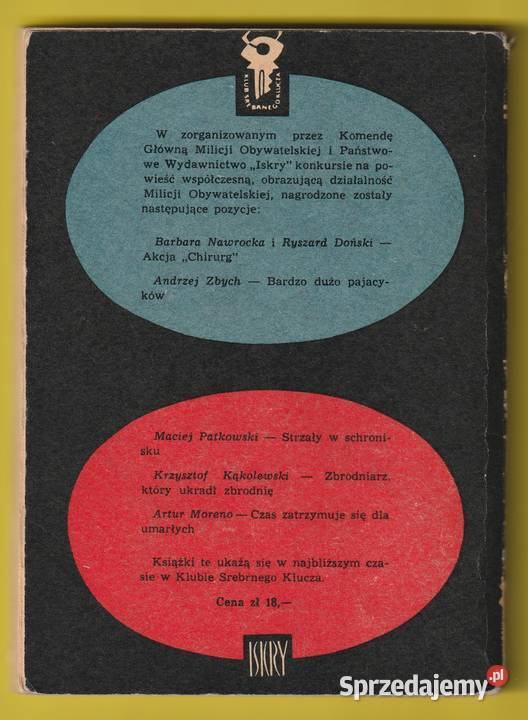 KLUB SREBRNEGO KLUCZA
W zorganizowanym przez Komendę
Główną Milicji Obywatelskiej i Państwo-
we Wydawnictwo „Iskry" konkursie na po-
wieść współczesną, obrazującą działalność
Milicji Obywatelskiej, nagrodzone zostały
następujące pozycje:
Barbara Nawrocka i Ryszard Doński —
Akcja „Chirurg"
Andrzej Zbych — Bardzo dużo pajacy-
ków
Maciej Patkowski — Strzały w schroni-
sku
Krzysztof Kąkolewski — Zbrodniarz,
który ukradł zbrodnię
Artur Moreno — Czas zatrzymuje się dla
umarłych
Książki te ukażą się w najbliższym cza-
sie w Klubie Srebrnego Klucza.
Cena zł 18,—
ISKRY
Sprzedajemy.pl